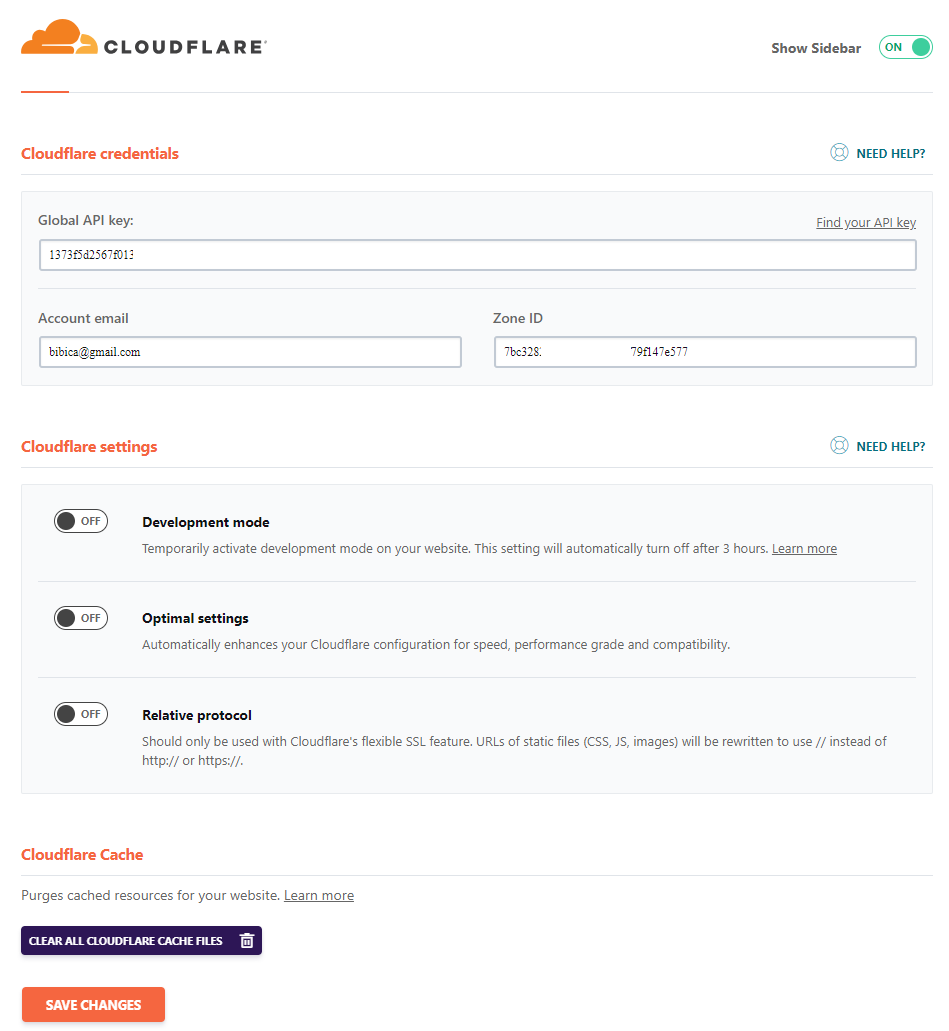 CLOUDFLARE
Show Sidebar
ON
Cloudflare credentials
NEED HELP?
Global API key:
Find your API key
1373f5d2567f013
Account email
Zone ID
bibica@gmail.com
7bc328 79f147e577
Cloudflare settings
NEED HELP?
OFF
Development mode
Temporarily activate development mode on your website. This setting will automatically turn off after 3 hours. Learn more
OFF
Optimal settings
Automatically enhances your Cloudflare configuration for speed, performance grade and compatibility.
OFF
Relative protocol
Should only be used with Cloudflare's flexible SSL feature. URLs of static files (CSS, JS, images) will be rewritten to use // instead of
http:// or https://.
Cloudflare Cache
Purges cached resources for your website. Learn more
CLEAR ALL CLOUDFLARE CACHE FILES
SAVE CHANGES